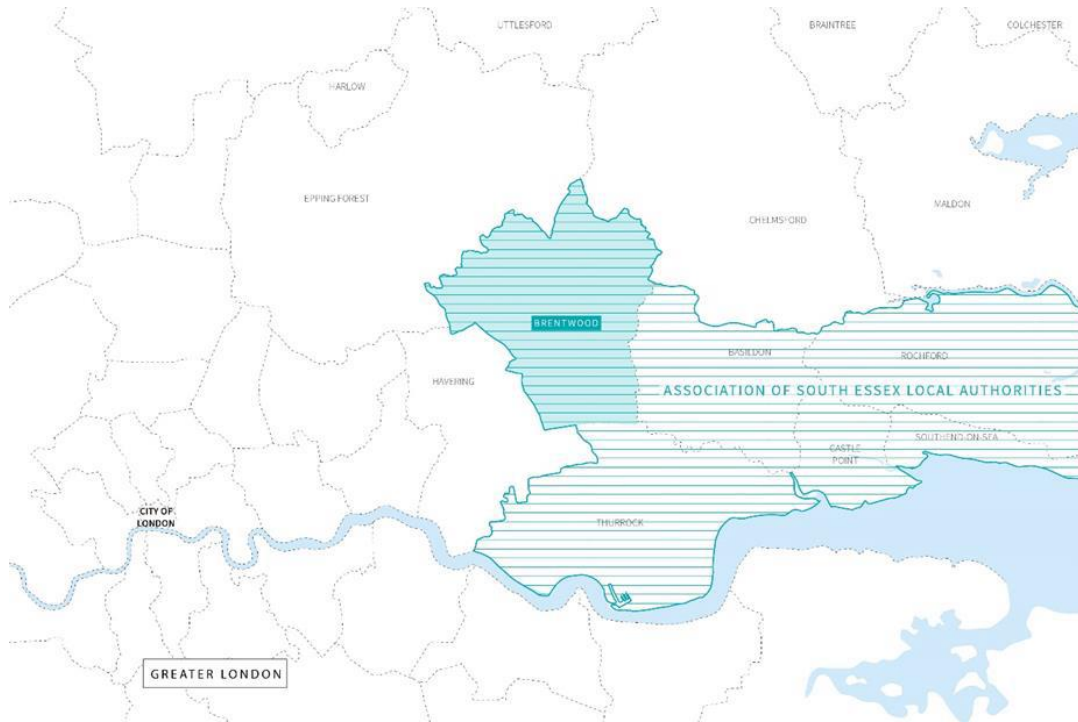 UTTLESFORD
BRAINTREE
COLCHESTER
HARLOW
EPPING FOREST
MALDON
CHELMSFORD
BRENTWOOD
BASILDON
ROCHFORD
HAVERING
ASSOCIATION OF SOUTH ESSEX LOCAL AUTHORITIES
SOUTHEND-ON-SEA
CASTLE
POINT
CITY OF
LONDON
THURROCK
GREATER LONDON